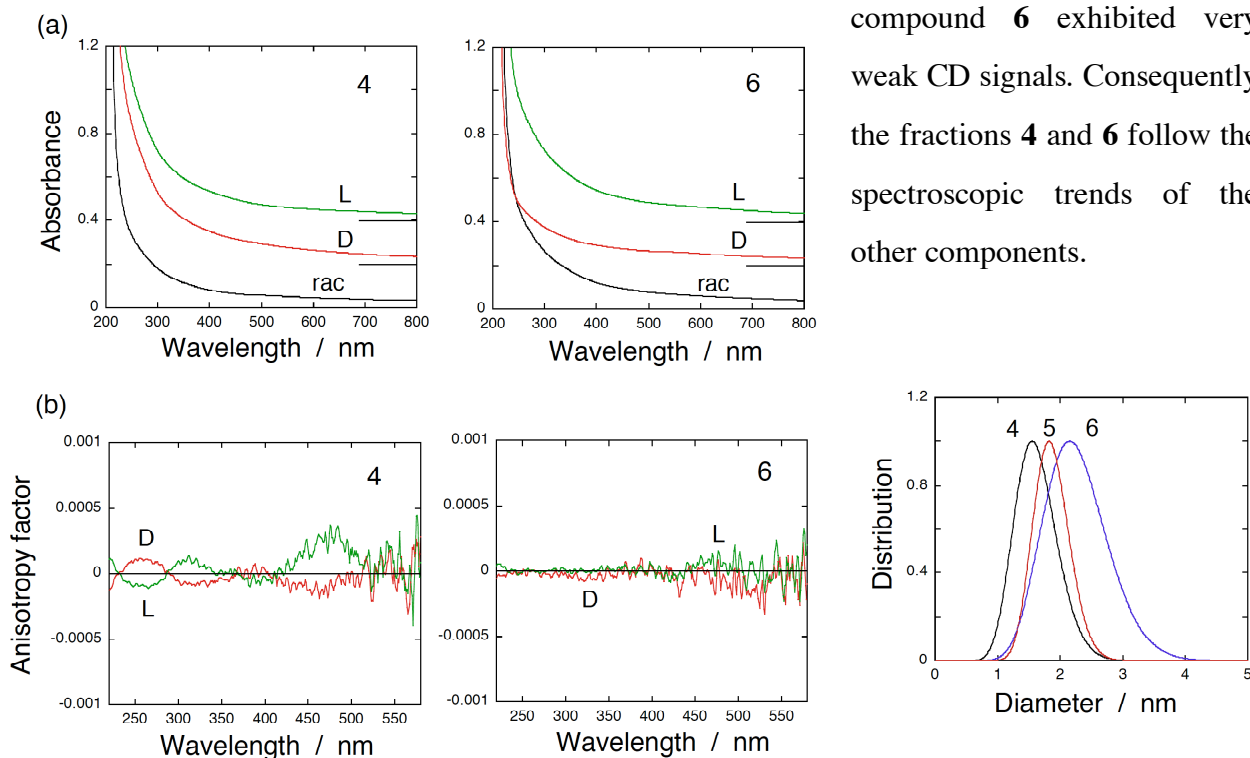 compound 6 exhibited very
weak CD signals. Consequently
the fractions 4 and 6 follow the
spectroscopic trends of the
other components.
(a)
1.2
0.8
0.4
0
Absorbance
4
L
D
rac
200 300 400 500 600 700 800
Wavelength / nm
1.2
0.8
0.4
0
6
L
D
rac
200 300 400 500 600 700 800
Wavelength / nm
(b)
0.001
0.0005
0
-0.0005
-0.001
Anisotropy factor
4
D
L
250 300 350 400 450 500 550
Wavelength / nm
0.001
0.0005
0
-0.0005
-0.001
6
L
D
250 300 350 400 450 500 550
Wavelength / nm
1.2
0.8
0.4
0
Distribution
4 5 6
0 1 2 3 4 5
Diameter / nm